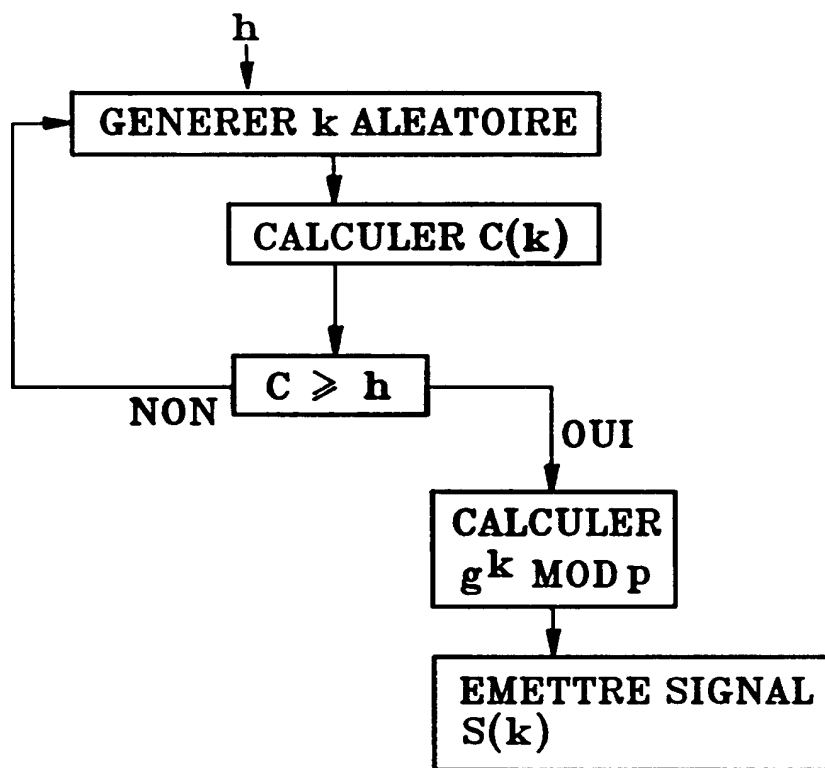 h
GENERER k ALEATOIRE
CALCULER C(k)
C ⩾ h
NON
OUI
CALCULER
g^k MOD p
EMETTRE SIGNAL
S(k)